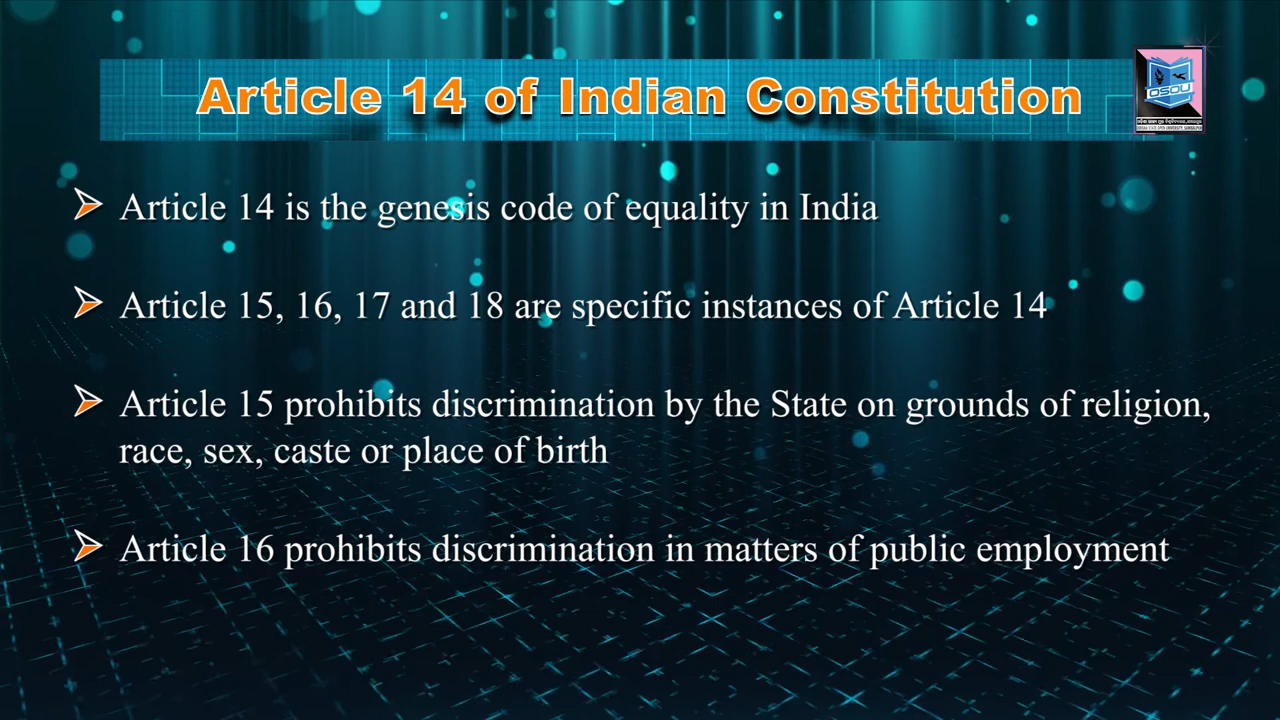 Article 14 of Indian Constitution
OSOU
Article 14 is the genesis code of equality in India
Article 15, 16, 17 and 18 are specific instances of Article 14
Article 15 prohibits discrimination by the State on grounds of religion,
race, sex, caste or place of birth
Article 16 prohibits discrimination in matters of public employment